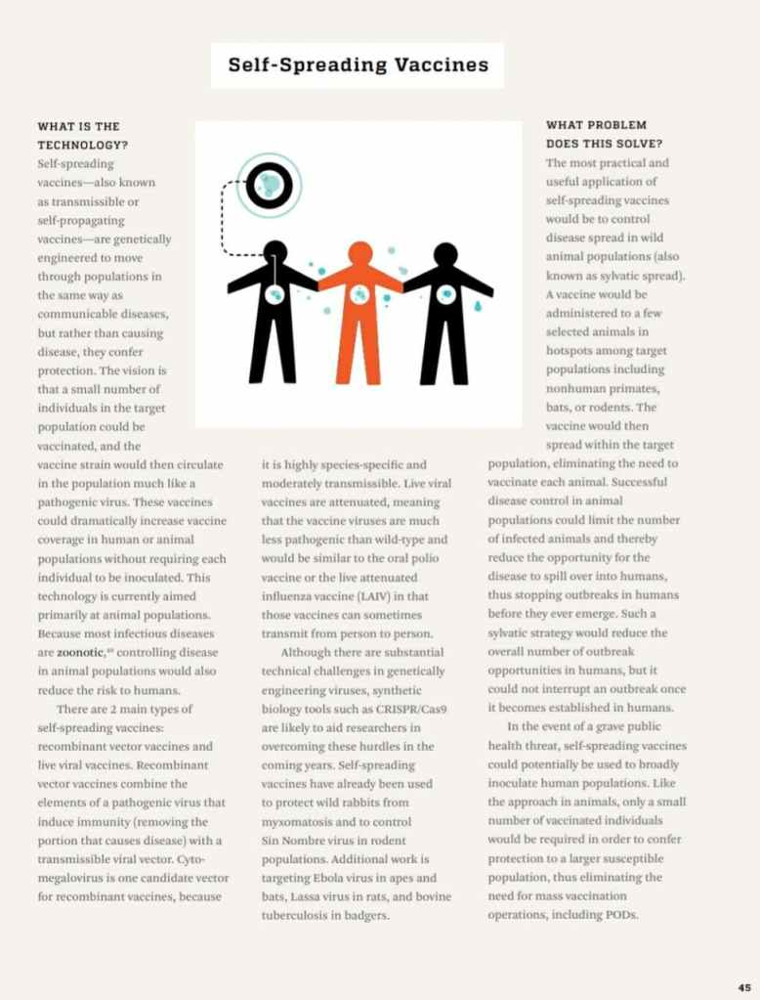 Self-Spreading Vaccines
WHAT IS THE
TECHNOLOGY?
Self-spreading
vaccines—also known
as transmissible or
self-propagating
vaccines—are genetically
engineered to move
through populations in
the same way as
communicable diseases,
but rather than causing
disease, they confer
protection. The vision is
that a small number of
individuals in the target
population could be
vaccinated, and the
vaccine strain would then circulate
in the population much like a
pathogenic virus. These vaccines
could dramatically increase vaccine
coverage in human or animal
populations without requiring each
individual to be inoculated. This
technology is currently aimed
primarily at animal populations.
Because most infectious diseases
are zoonotic,⁴⁹ controlling disease
in animal populations would also
reduce the risk to humans.
There are 2 main types of
self-spreading vaccines:
recombinant vector vaccines and
live viral vaccines. Recombinant
vector vaccines combine the
elements of a pathogenic virus that
induce immunity (removing the
portion that causes disease) with a
transmissible viral vector. Cyto-
megalovirus is one candidate vector
for recombinant vaccines, because
it is highly species-specific and
moderately transmissible. Live viral
vaccines are attenuated, meaning
that the vaccine viruses are much
less pathogenic than wild-type and
would be similar to the oral polio
vaccine or the live attenuated
influenza vaccine (LAIV) in that
those vaccines can sometimes
transmit from person to person.
Although there are substantial
technical challenges in genetically
engineering viruses, synthetic
biology tools such as CRISPR/Cas9
are likely to aid researchers in
overcoming these hurdles in the
coming years. Self-spreading
vaccines have already been used
to protect wild rabbits from
myxomatosis and to control
Sin Nombre virus in rodent
populations. Additional work is
targeting Ebola virus in apes and
bats, Lassa virus in rats, and bovine
tuberculosis in badgers.
WHAT PROBLEM
DOES THIS SOLVE?
The most practical and
useful application of
self-spreading vaccines
would be to control
disease spread in wild
animal populations (also
known as sylvatic spread).
A vaccine would be
administered to a few
selected animals in
hotspots among target
populations including
nonhuman primates,
bats, or rodents. The
vaccine would then
spread within the target
population, eliminating the need to
vaccinate each animal. Successful
disease control in animal
populations could limit the number
of infected animals and thereby
reduce the opportunity for the
disease to spill over into humans,
thus stopping outbreaks in humans
before they ever emerge. Such a
sylvatic strategy would reduce the
overall number of outbreak
opportunities in humans, but it
could not interrupt an outbreak once
it becomes established in humans.
In the event of a grave public
health threat, self-spreading vaccines
could potentially be used to broadly
inoculate human populations. Like
the approach in animals, only a small
number of vaccinated individuals
would be required in order to confer
protection to a larger susceptible
population, thus eliminating the
need for mass vaccination
operations, including PODs.
45